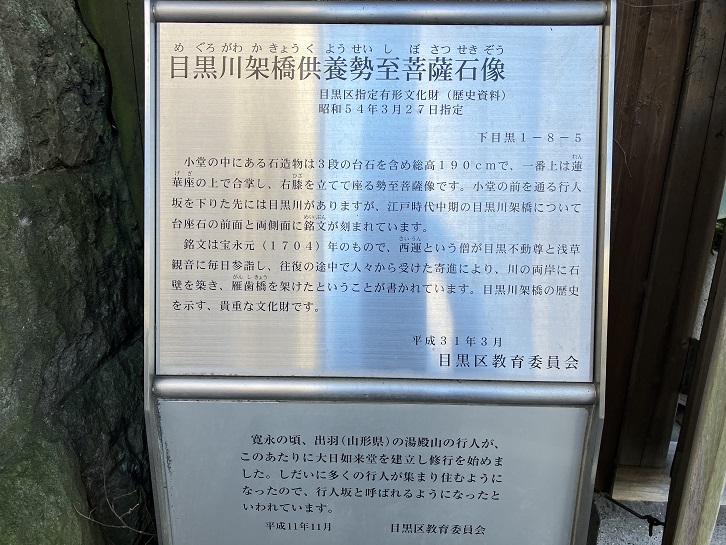 め ぐろ がわ か きょう く よう せい し ぼ さつ せき ぞう
目黒川架橋供養勢至菩薩石像
目黒区指定有形文化財（歴史資料）
昭和５４年３月２７日指定
下目黒１－８－５
小堂の中にある石造物は３段の台石を含め総高１９０ｃｍで、一番上は蓮
れん
げざ ひざ
華座の上で合掌し、右膝を立てて座る勢至菩薩像です。小堂の前を通る行人
坂を下りた先には目黒川がありますが、江戸時代中期の目黒川架橋について
めいぶん
台座石の前面と両側面に銘文が刻まれています。
さいうん
銘文は宝永元（１７０４）年のもので、西運という僧が目黒不動尊と浅草
観音に毎日参詣し、往復の途中で人々から受けた寄進により、川の両岸に石
がんしきょう
壁を築き、雁歯橋を架けたということが書かれています。目黒川架橋の歴史
を示す、貴重な文化財です。
平成３１年３月
目黒区教育委員会
寛永の頃、出羽（山形県）の湯殿山の行人が、
このあたりに大日如来堂を建立し修行を始めま
した。しだいに多くの行人が集まり住むように
なったので、行人坂と呼ばれるようになったと
いわれています。
平成11年11月 目黒区教育委員会